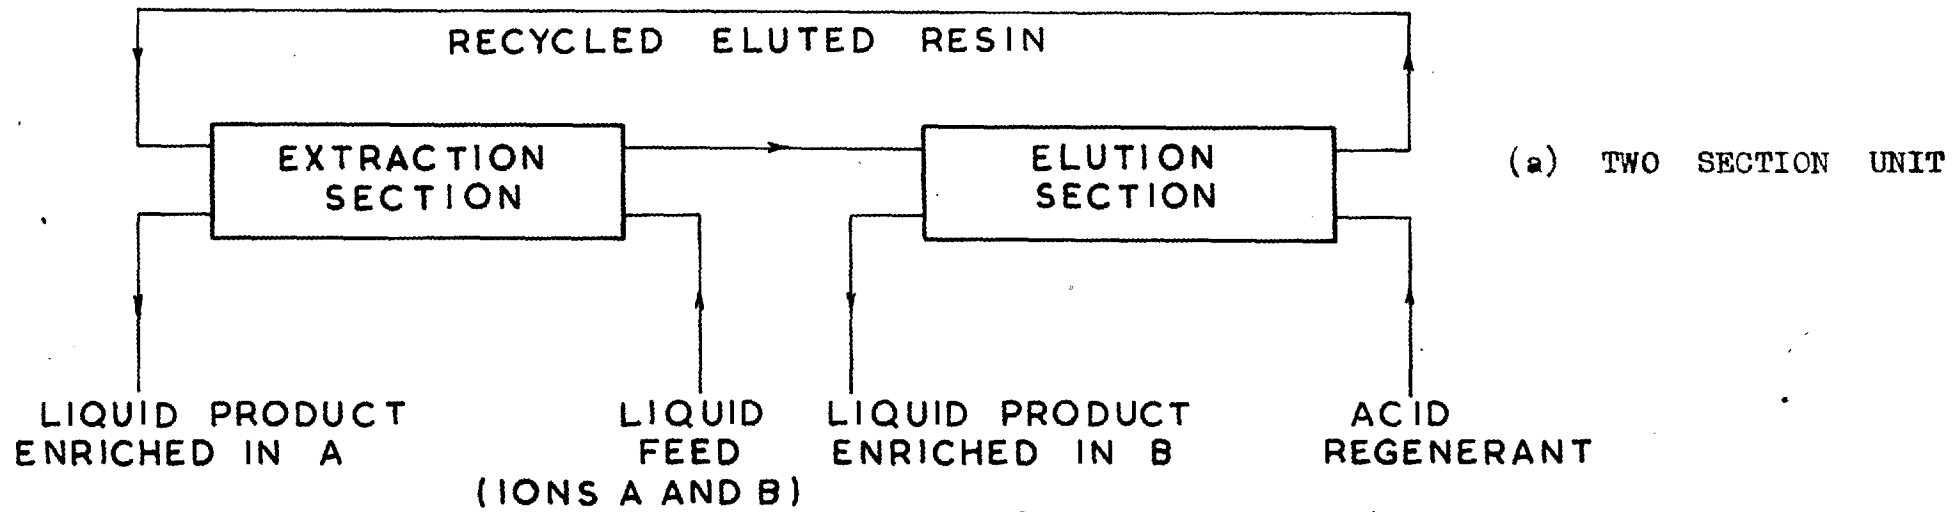 RECYCLED ELUTED RESIN
EXTRACTION
SECTION
ELUTION
SECTION
(a) TWO SECTION UNIT
LIQUID PRODUCT
ENRICHED IN A
LIQUID
FEED
(IONS A AND B)
LIQUID PRODUCT
ENRICHED IN B
ACID
REGENERANT